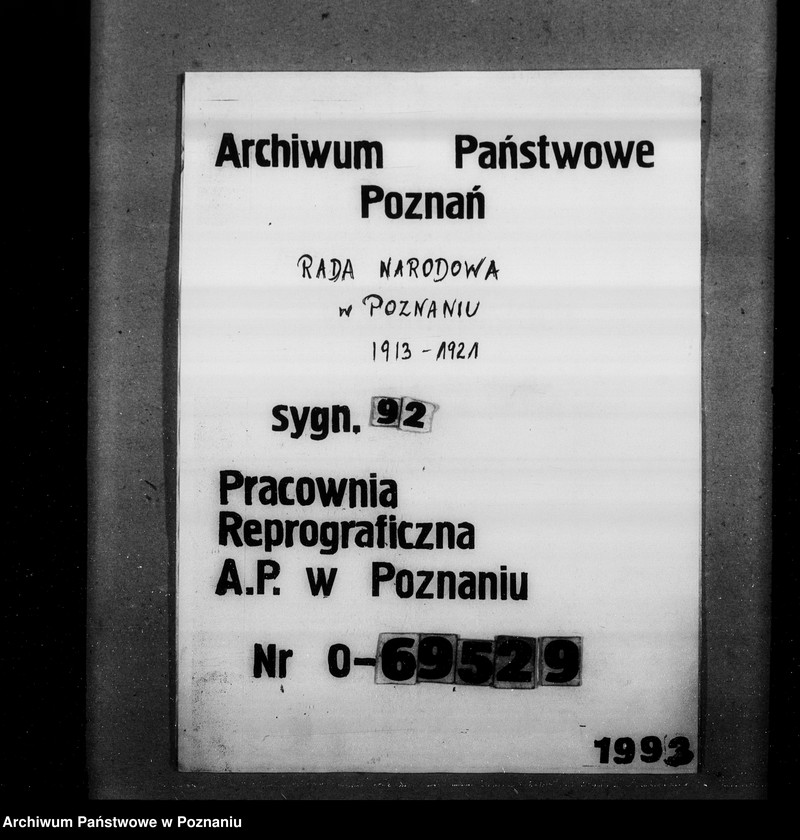 Archiwum Państwowe
Poznań
RADA NARODOWA
w POZNANIU
1913-1921
sygn. 92
Pracownia
Reprograficzna
A.P. w Poznaniu
Nr O-69529
1993
Archiwum Państwowe w Poznaniu